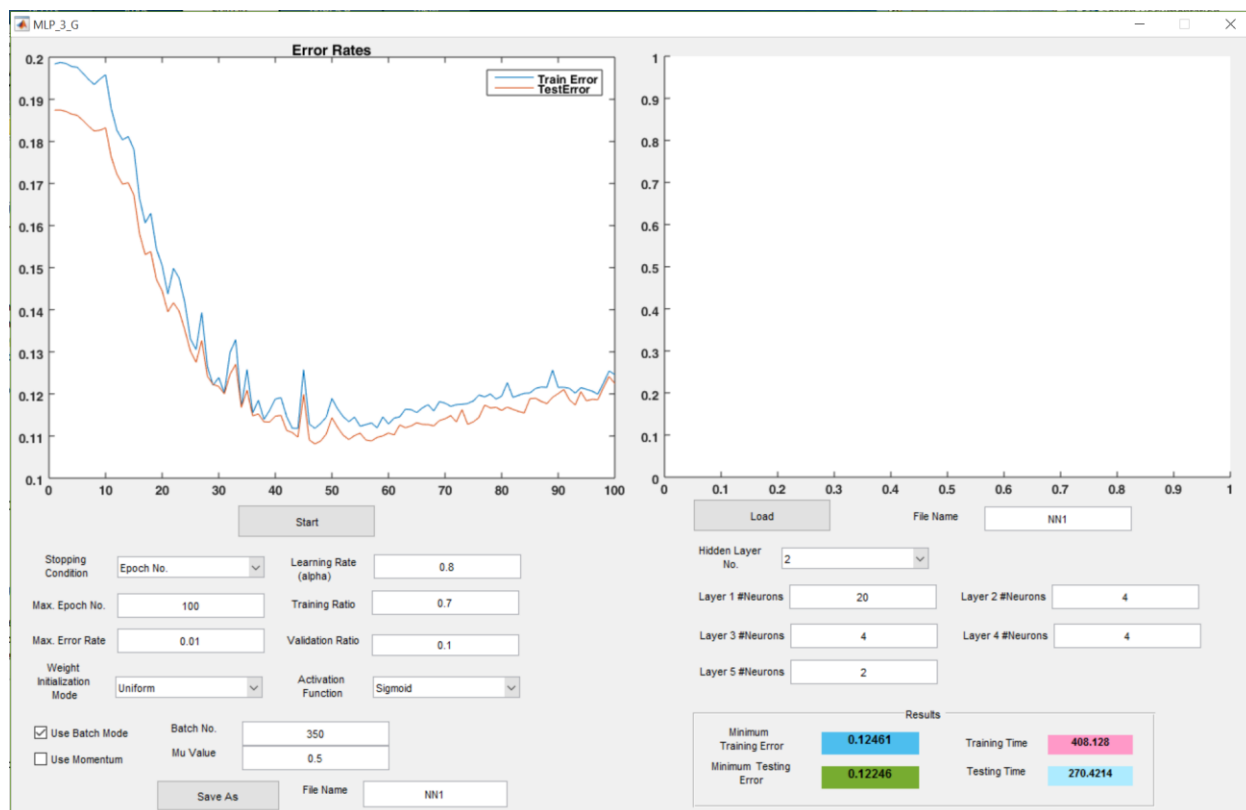 MLP_3_G
Error Rates
Train Error
TestError
0.2
0.19
0.18
0.17
0.16
0.15
0.14
0.13
0.12
0.11
0.1
0 10 20 30 40 50 60 70 80 90 100
1
0.9
0.8
0.7
0.6
0.5
0.4
0.3
0.2
0.1
0
0 0.1 0.2 0.3 0.4 0.5 0.6 0.7 0.8 0.9 1
Start
Stopping
Condition
Epoch No.
Learning Rate
(alpha)
0.8
Max. Epoch No.
100
Training Ratio
0.7
Max. Error Rate
0.01
Validation Ratio
0.1
Weight
Initialization
Mode
Uniform
Activation
Function
Sigmoid
Use Batch Mode
Batch No.
350
Use Momentum
Mu Value
0.5
Save As
File Name
NN1
Load
File Name
NN1
Hidden Layer
No.
2
Layer 1 #Neurons
20
Layer 2 #Neurons
4
Layer 3 #Neurons
4
Layer 4 #Neurons
4
Layer 5 #Neurons
2
Results
Minimum
Training Error
0.12461
Training Time
408.128
Minimum Testing
Error
0.12246
Testing Time
270.4214